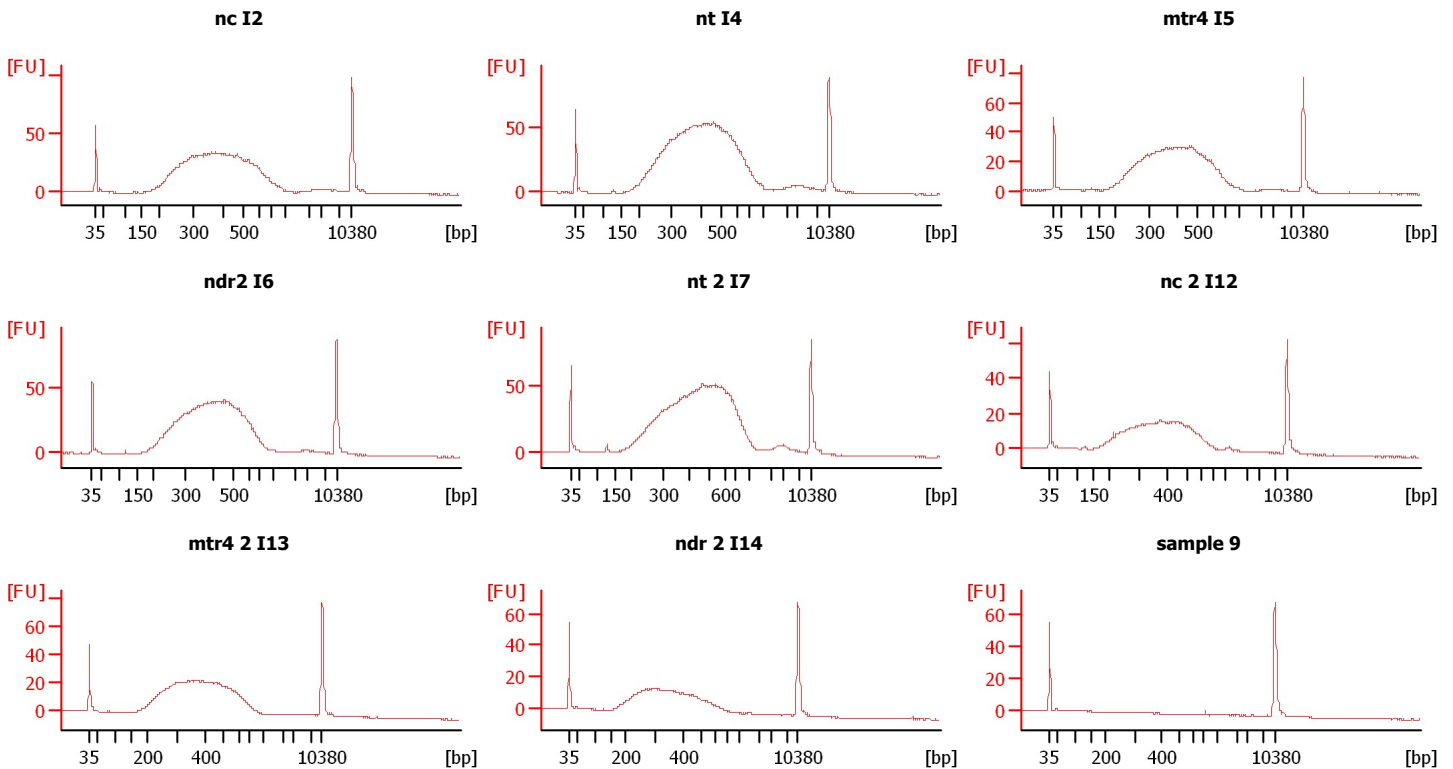 nc I2
nt I4
mtr4 I5
[FU]
50
0
35 150 300 500 10380 [bp]
[FU]
50
0
35 150 300 500 10380 [bp]
[FU]
60
40
20
0
35 150 300 500 10380 [bp]
ndr2 I6
nt 2 I7
nc 2 I12
[FU]
50
0
35 150 300 500 10380 [bp]
[FU]
50
0
35 150 300 600 10380 [bp]
[FU]
40
20
0
35 150 400 10380 [bp]
mtr4 2 I13
ndr 2 I14
sample 9
[FU]
60
40
20
0
35 200 400 10380 [bp]
[FU]
60
40
20
0
35 200 400 10380 [bp]
[FU]
60
40
20
0
35 200 400 10380 [bp]